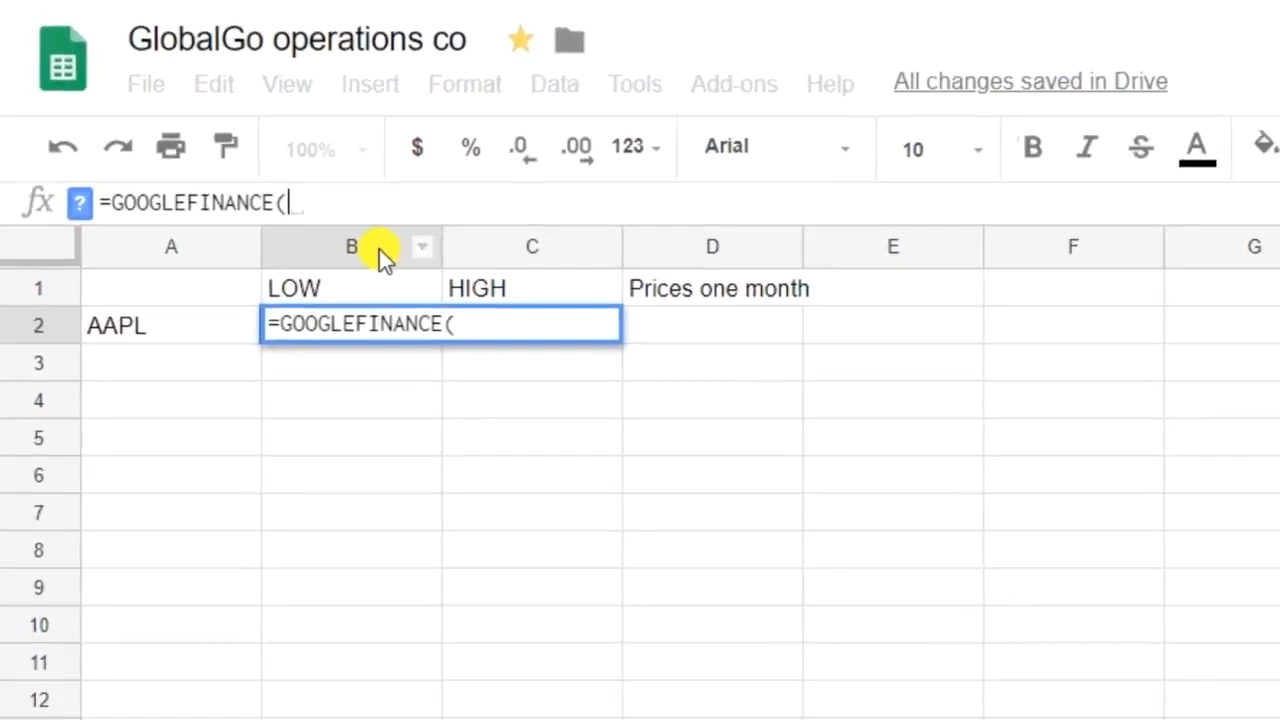 GlobalGo operations co
File Edit View Insert Format Data Tools Add-ons Help All changes saved in Drive
100% $ % .0 .00 123 Arial 10 B I S A
fx ? =GOOGLEFINANCE(
A B C D E F G
1 LOW HIGH Prices one month
2 AAPL =GOOGLEFINANCE(
3
4
5
6
7
8
9
10
11
12